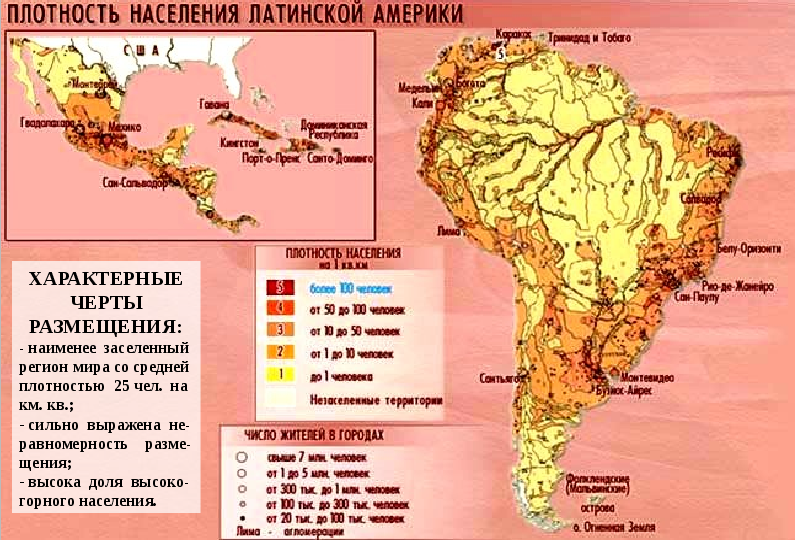 ПЛОТНОСТЬ НАСЕЛЕНИЯ ЛАТИНСКОЙ АМЕРИКИ
США
Монтеррей
Гвадалахара
Мехико
Гавана
Кингстон
Доминиканская
Республика
Порт-о-Пренс
Санто-Доминго
Сан-Сальвадор
Каракас
Тринидад и Тобаго
5
Медельин
Богота
Кали
Ресифи
Салвадор
Лима
Белу-Оризонти
Рио-де-Жанейро
Сан-Паулу
Сантьяго
Монтевидео
Буэнос-Айрес
Фолклендские
(Мальвинские)
острова
о. Огненная Земля
ХАРАКТЕРНЫЕ
ЧЕРТЫ
РАЗМЕЩЕНИЯ:
- наименее заселенный
регион мира со средней
плотностью 25 чел. на
км. кв.;
- сильно выражена не-
равномерность разме-
щения;
- высока доля высоко-
горного населения.
ПЛОТНОСТЬ НАСЕЛЕНИЯ
на 1 кв.км
5 более 100 человек
4 от 50 до 100 человек
3 от 10 до 50 человек
2 от 1 до 10 человек
1 до 1 человека
Незаселенные территории
ЧИСЛО ЖИТЕЛЕЙ В ГОРОДАХ
свыше 7 млн. человек
от 1 до 5 млн. человек
от 300 тыс. до 1 млн. человек
от 100 тыс. до 300 тыс. человек
от 20 тыс. до 100 тыс. человек
Лима - агломерации